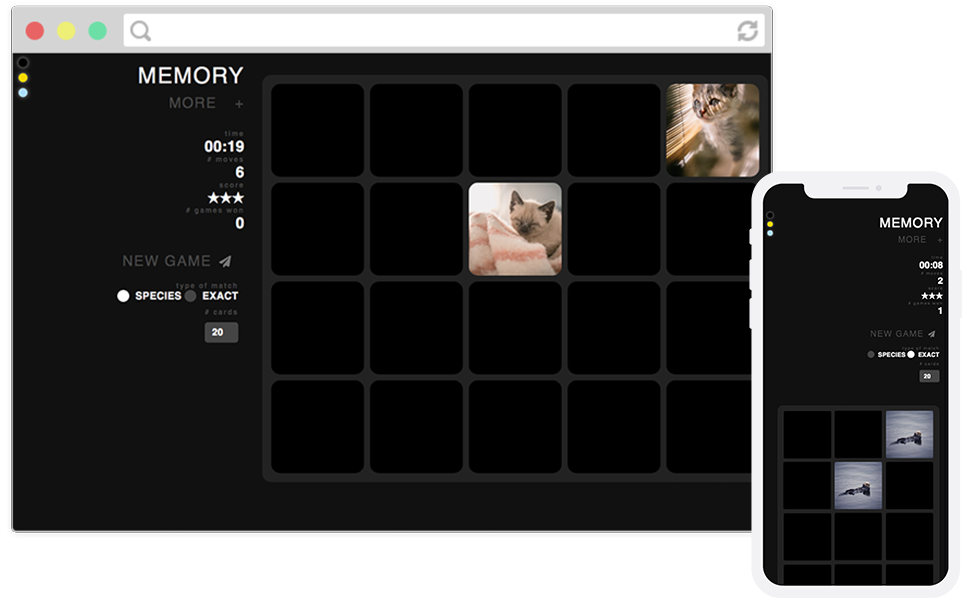 MEMORY
MORE +
time
00:19
# moves
6
score
★★★
# games won
0
NEW GAME
type of match
SPECIES EXACT
# cards
20
MEMORY
MORE +
time
00:08
# moves
2
score
★★★
# games won
1
NEW GAME
type of match
SPECIES EXACT
# cards
20